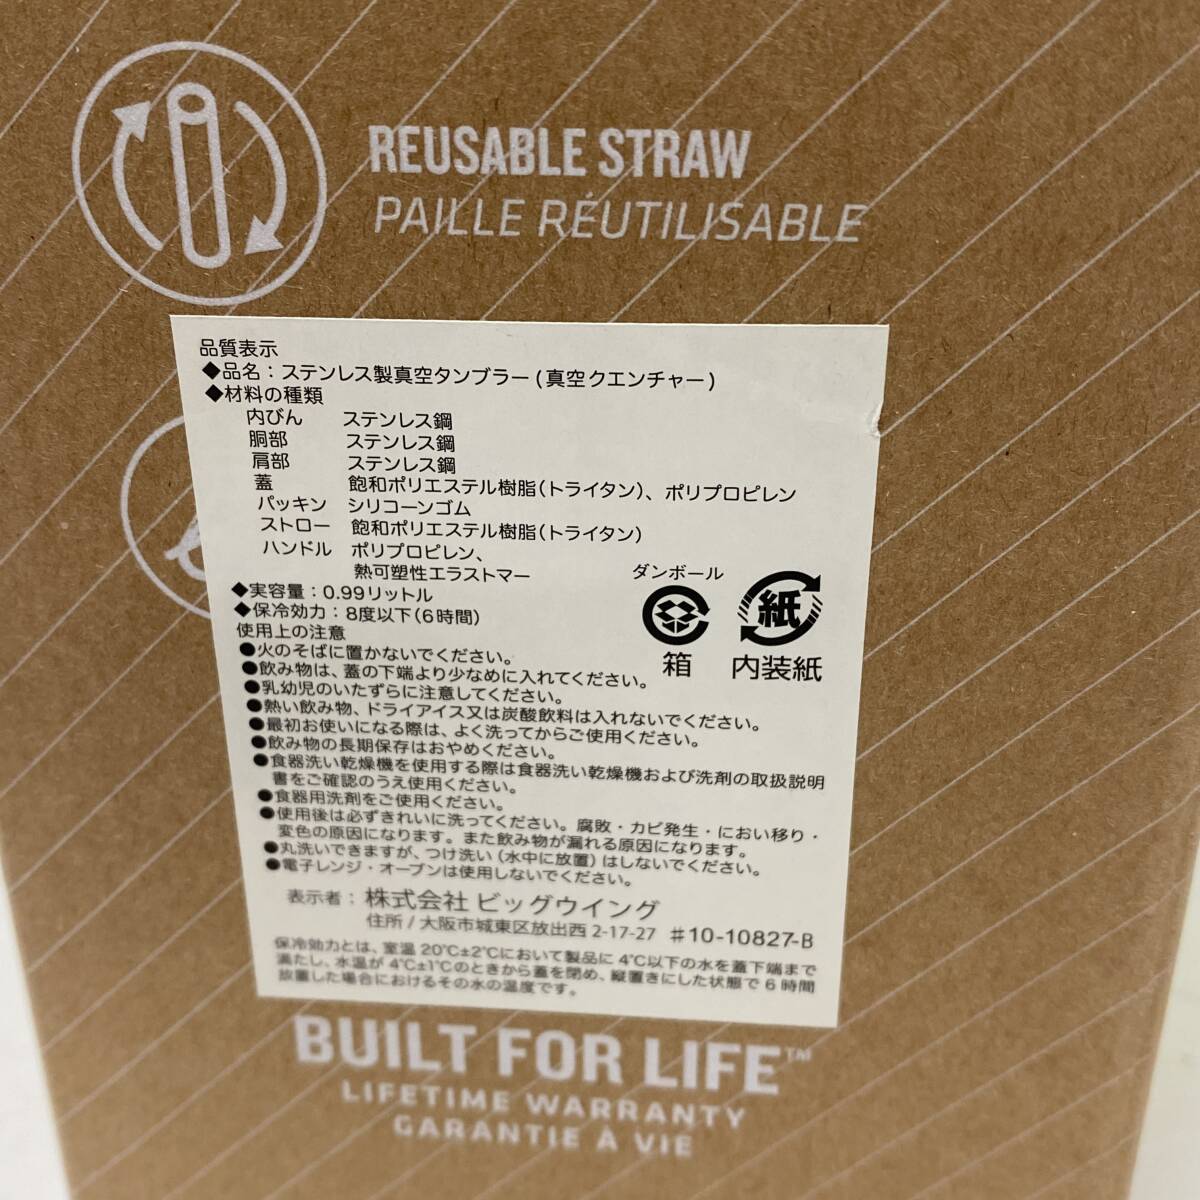 REUSABLE STRAW
PAILLE RÉUTILISABLE
品質表示
◆品名：ステンレス製真空タンブラー(真空クエンチャー)
◆材料の種類
内びん ステンレス鋼
胴部 ステンレス鋼
肩部 ステンレス鋼
蓋 飽和ポリエステル樹脂(トライタン)、ポリプロピレン
パッキン シリコーンゴム
ストロー 飽和ポリエステル樹脂(トライタン)
ハンドル ポリプロピレン、
熱可塑性エラストマー
◆実容量：0.99リットル
◆保冷効力：8度以下(6時間)
ダンボール
箱
紙
内装紙
使用上の注意
●火のそばに置かないでください。
●飲み物は、蓋の下端より少なめに入れてください。
●乳幼児のいたずらに注意してください。
●熱い飲み物、ドライアイス又は炭酸飲料は入れないでください。
●最初お使いになる際は、よく洗ってからご使用ください。
●飲み物の長期保存はおやめください。
●食器洗い乾燥機を使用する際は食器洗い乾燥機および洗剤の取扱説明
書をご確認のうえ使用ください。
●食器用洗剤をご使用ください。
●使用後は必ずきれいに洗ってください。腐敗・カビ発生・におい移り・
変色の原因になります。また飲み物が漏れる原因になります。
●丸洗いできますが、つけ洗い(水中に放置)はしないでください。
●電子レンジ・オーブンは使用しないでください。
表示者：株式会社 ビッグウイング
住所/大阪市城東区放出西2-17-27 #10-10827-B
保冷効力とは、室温20℃±2℃において製品に4℃以下の水を蓋下端まで
満たし、水温が4℃±1℃のときから蓋を閉め、縦置きにした状態で6時間
放置した場合におけるその水の温度です。
BUILT FOR LIFE™
LIFETIME WARRANTY
GARANTIE À VIE